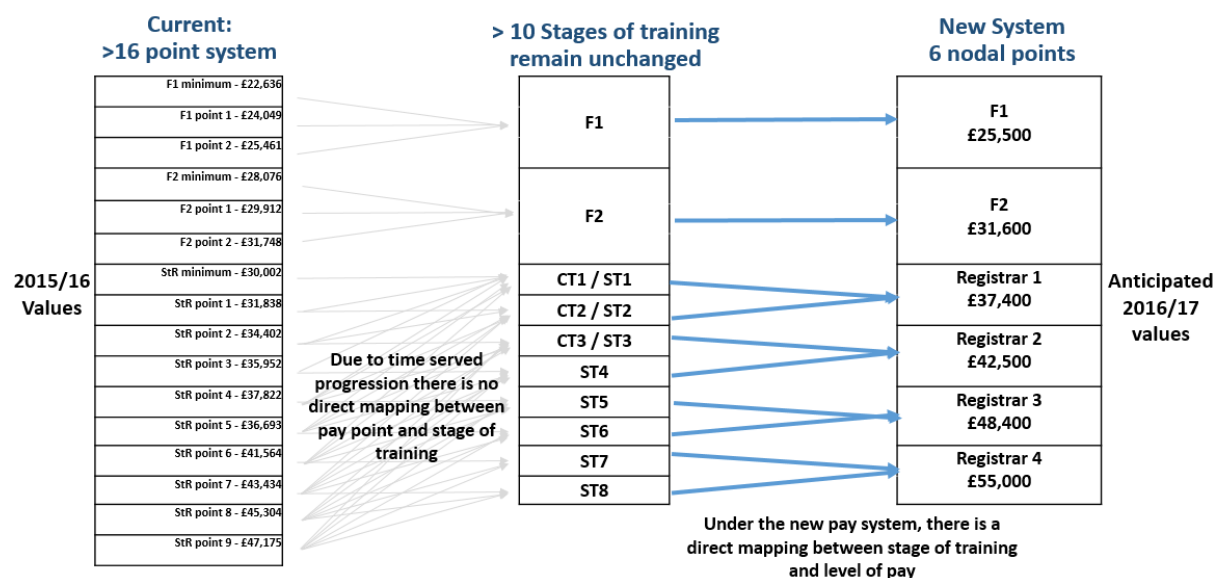 Current:
>16 point system
F1 minimum - £22,636
F1 point 1 - £24,049
F1 point 2 - £25,461
F2 minimum - £28,076
F2 point 1 - £29,912
F2 point 2 - £31,748
StR minimum - £30,002
StR point 1 - £31,838
StR point 2 - £34,402
StR point 3 - £35,952
StR point 4 - £37,822
StR point 5 - £36,693
StR point 6 - £41,564
StR point 7 - £43,434
StR point 8 - £45,304
StR point 9 - £47,175
2015/16
Values
Due to time served
progression there is no
direct mapping between
pay point and stage of
training
> 10 Stages of training
remain unchanged
F1
F2
CT1 / ST1
CT2 / ST2
CT3 / ST3
ST4
ST5
ST6
ST7
ST8
New System
6 nodal points
F1
£25,500
F2
£31,600
Registrar 1
£37,400
Registrar 2
£42,500
Registrar 3
£48,400
Registrar 4
£55,000
Anticipated
2016/17
values
Under the new pay system, there is a
direct mapping between stage of training
and level of pay